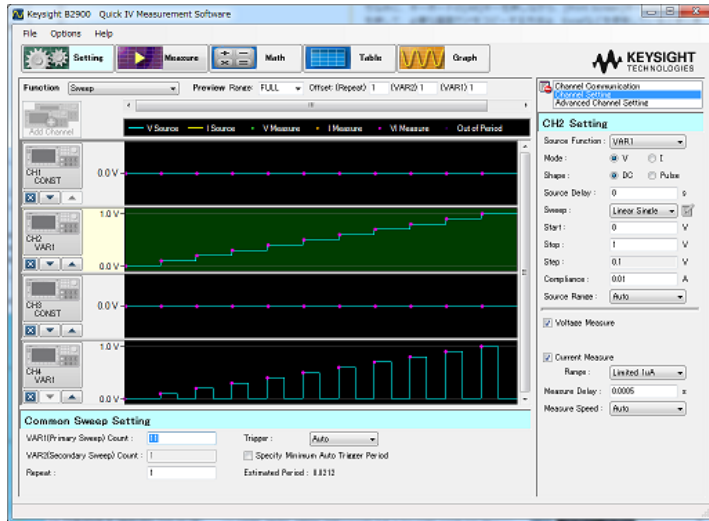 Keysight B2900 Quick IV Measurement Software
File Options Help
Setting Measure Math Table Graph
KEYSIGHT
TECHNOLOGIES
Function Sweep Preview Range: FULL Offset: (Repeat) 1 (VAR2) 1 (VAR1) 1
Add Channel
V Source I Source V Measure I Measure VI Measure Out of Period
CH1
CONST
0.0 V
1.0 V
CH2
VAR1
0.0 V
CH3
CONST
0.0 V
1.0 V
CH4
VAR1
0.0 V
Common Sweep Setting
VAR1(Primary Sweep) Count : 11 Trigger : Auto
VAR2(Secondary Sweep) Count : 1 Specify Minimum Auto Trigger Period
Repeat : 1 Estimated Period :
Channel Communication
Channel Setting
Advanced Channel Setting
CH2 Setting
Source Function : VAR1
Mode : V I
Shape : DC Pulse
Source Delay : 0 s
Sweep : Linear Single
Start : 0 V
Stop : 1 V
Step : 0.1 V
Compliance : 0.01 A
Source Range : Auto
Voltage Measure
Current Measure
Range : Limited 1uA
Measure Delay : 0.0005 s
Measure Speed : Auto